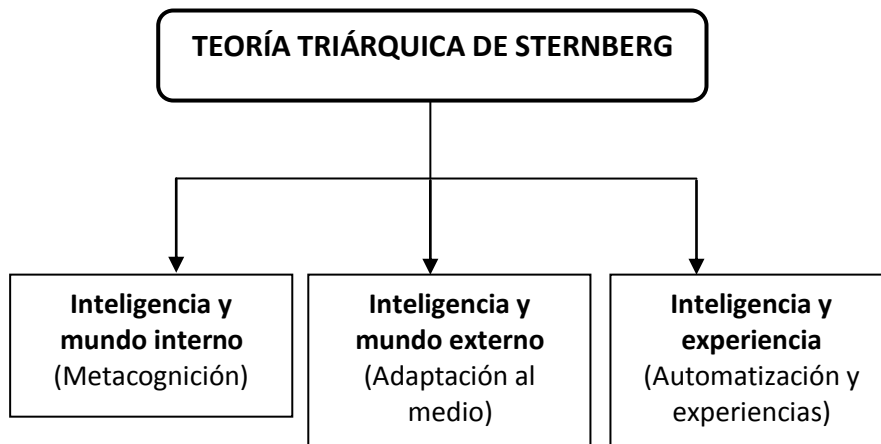 TEORÍA TRIÁRQUICA DE STERNBERG
Inteligencia y
mundo interno
(Metacognición)
Inteligencia y
mundo externo
(Adaptación al
medio)
Inteligencia y
experiencia
(Automatización y
experiencias)